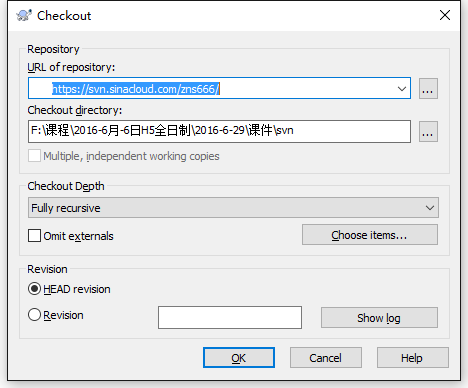 Checkout
Repository
URL of repository:
https://svn.sinacloud.com/zns666/
...
Checkout directory:
F:\课程\2016-6月-6日H5全日制\2016-6-29\课件\svn
...
Multiple, independent working copies
Checkout Depth
Fully recursive
Omit externals
Choose items...
Revision
HEAD revision
Revision
Show log
OK
Cancel
Help